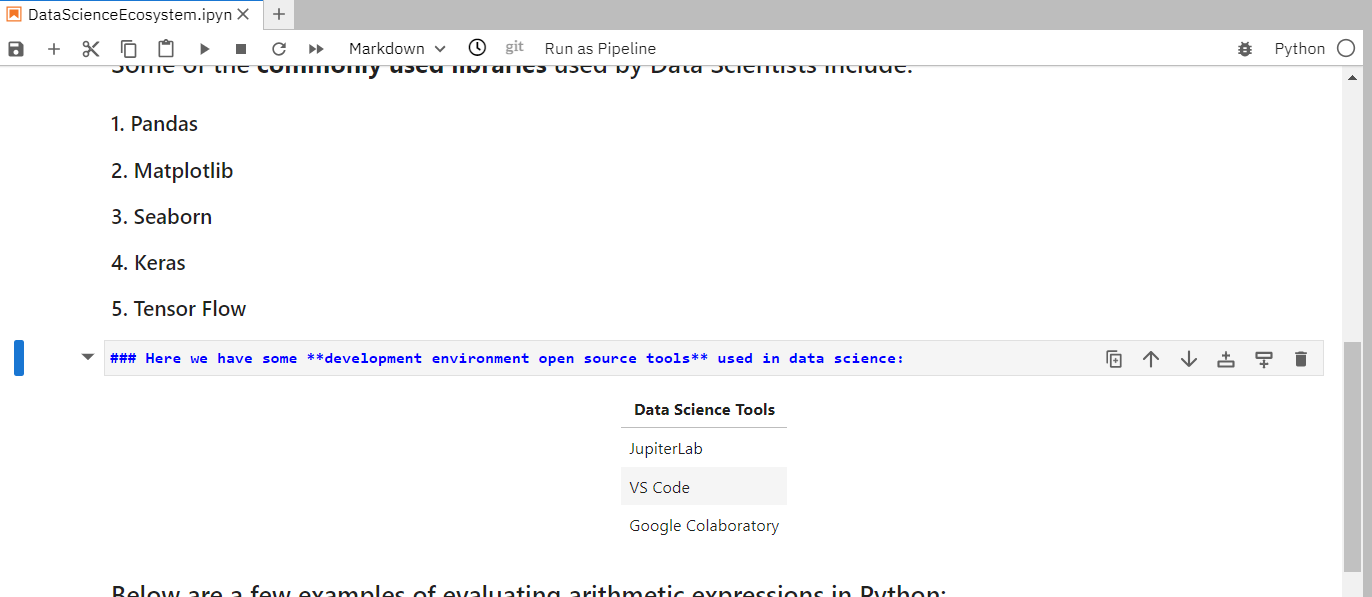 DataScienceEcosystem.ipyn
Markdown git Run as Pipeline Python
Some of the commonly used libraries used by Data Scientists include:
1. Pandas
2. Matplotlib
3. Seaborn
4. Keras
5. Tensor Flow
### Here we have some **development environment open source tools** used in data science:
Data Science Tools
JupiterLab
VS Code
Google Colaboratory
Below are a few examples of evaluating arithmetic expressions in Python: